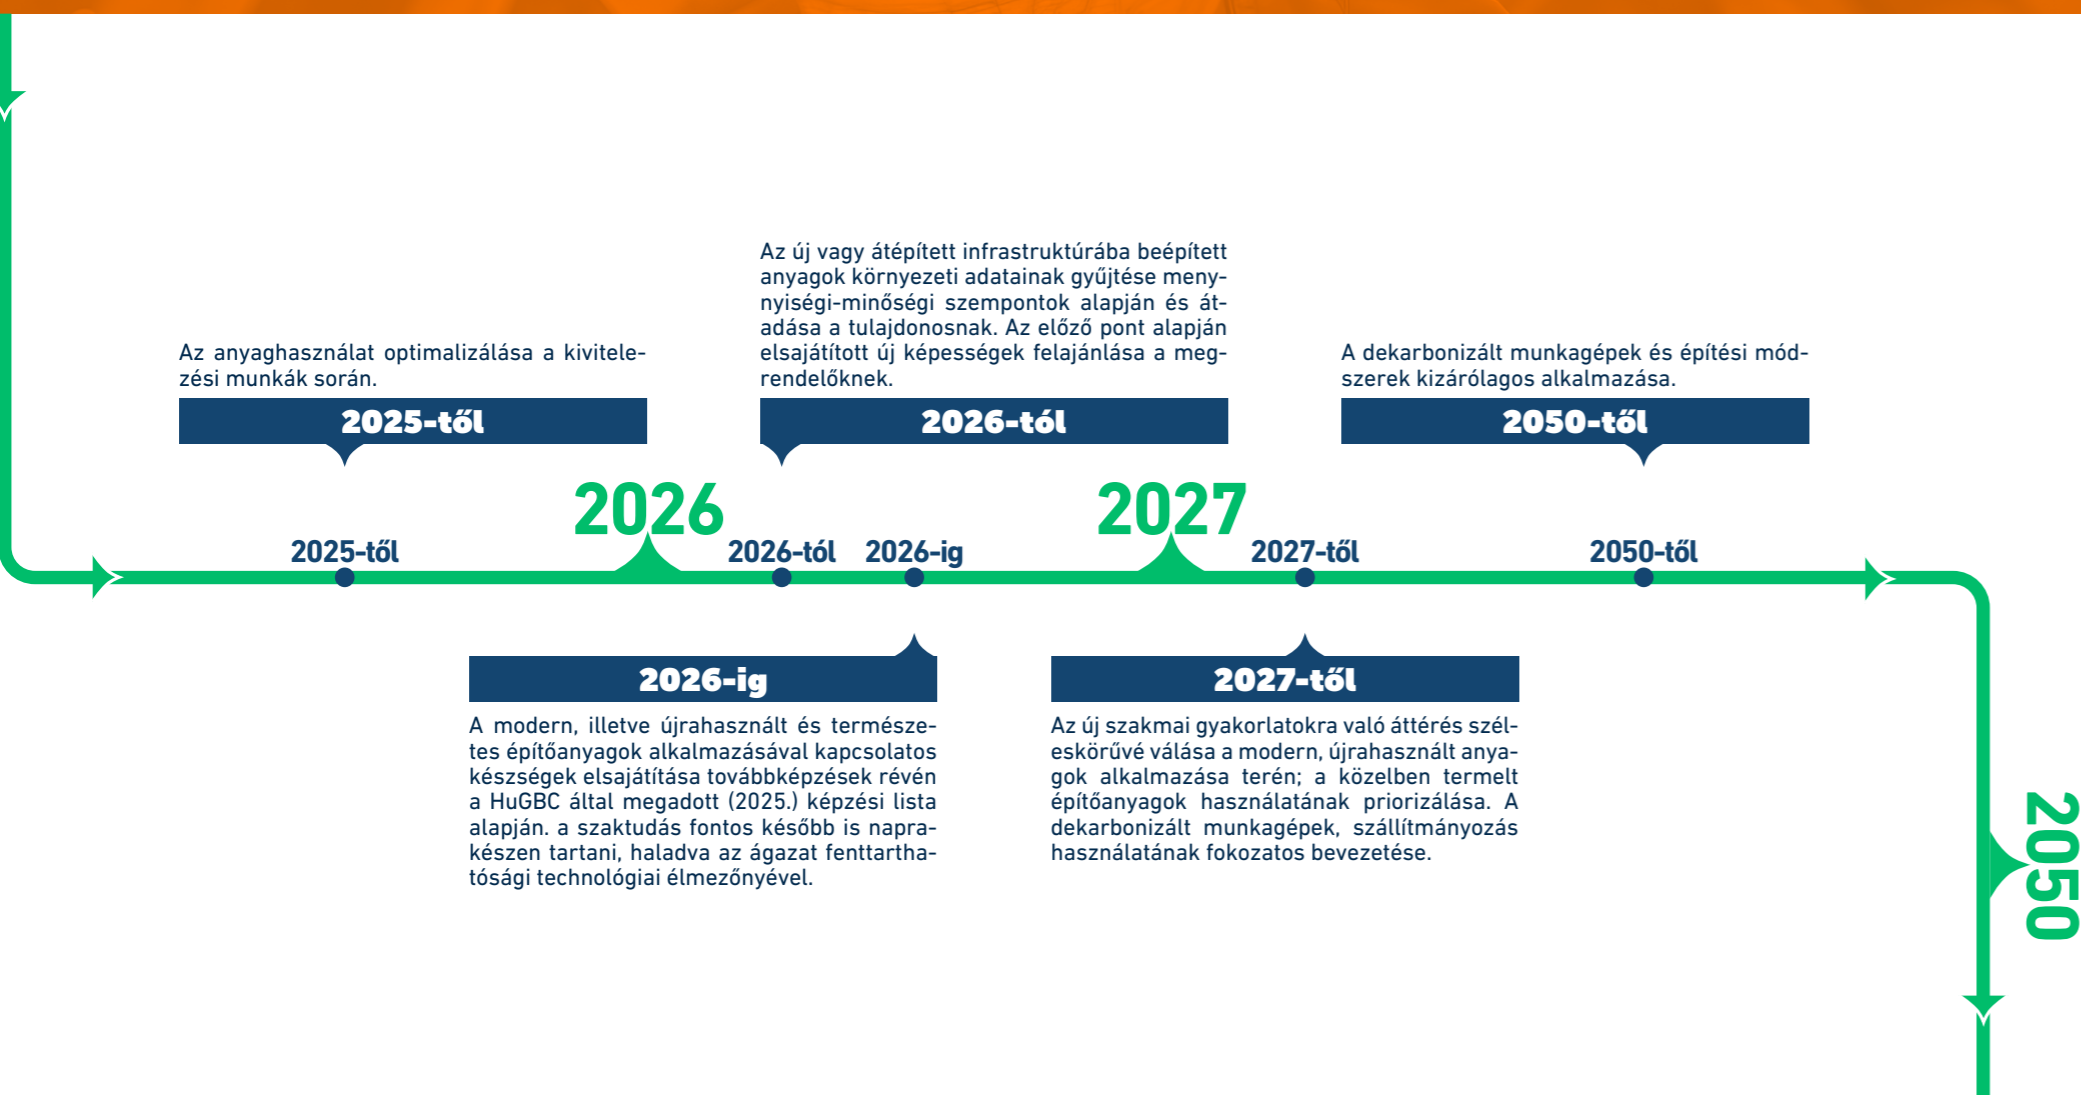 Az új vagy átépített infrastruktúrába beépített
anyagok környezeti adatainak gyűjtése meny-
nyiségi-minőségi szempontok alapján és át-
adása a tulajdonosnak. Az előző pont alapján
elsajátított új képességek felajánlása a meg-
rendelőknek.
Az anyaghasználat optimalizálása a kivitele-
zési munkák során.
A dekarbonizált munkagépek és építési mód-
szerek kizárólagos alkalmazása.
2025-től
2026-tól
2050-től
2026
2027
2025-től
2026-tól
2026-ig
2027-től
2050-től
2026-ig
A modern, illetve újrahasznált és természe-
tes építőanyagok alkalmazásával kapcsolatos
készségek elsajátítása továbbképzések révén
a HuGBC által megadott (2025.) képzési lista
alapján. a szaktudás fontos később is napra-
készen tartani, haladva az ágazat fenttartha-
tósági technológiai élmezőnyével.
2027-től
Az új szakmai gyakorlatokra való áttérés szél-
eskörűvé válása a modern, újrahasznált anya-
gok alkalmazása terén; a közelben termelt
építőanyagok használatának priorizálása. A
dekarbonizált munkagépek, szállítmányozás
használatának fokozatos bevezetése.
2050